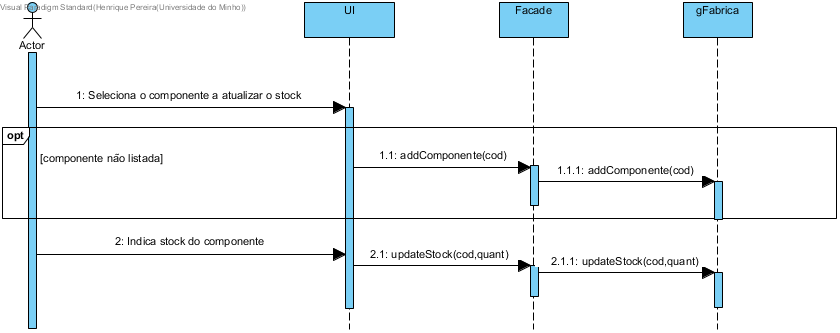 Visual Paradigm Standard(Henrique Pereira(Universidade do Minho))
UI
Facade
gFabrica
Actor
1: Seleciona o componente a atualizar o stock
opt
[componente não listada]
1.1: addComponente(cod)
1.1.1: addComponente(cod)
2: Indica stock do componente
2.1: updateStock(cod,quant)
2.1.1: updateStock(cod,quant)